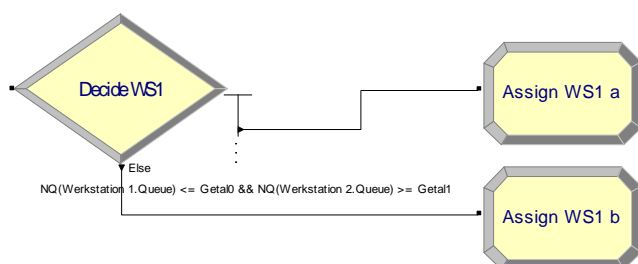 Decide WS1
Assign WS1 a
Else
NQ(Werkstation 1.Queue) <= Getal0 && NQ(Werkstation 2.Queue) >= Getal1
Assign WS1 b